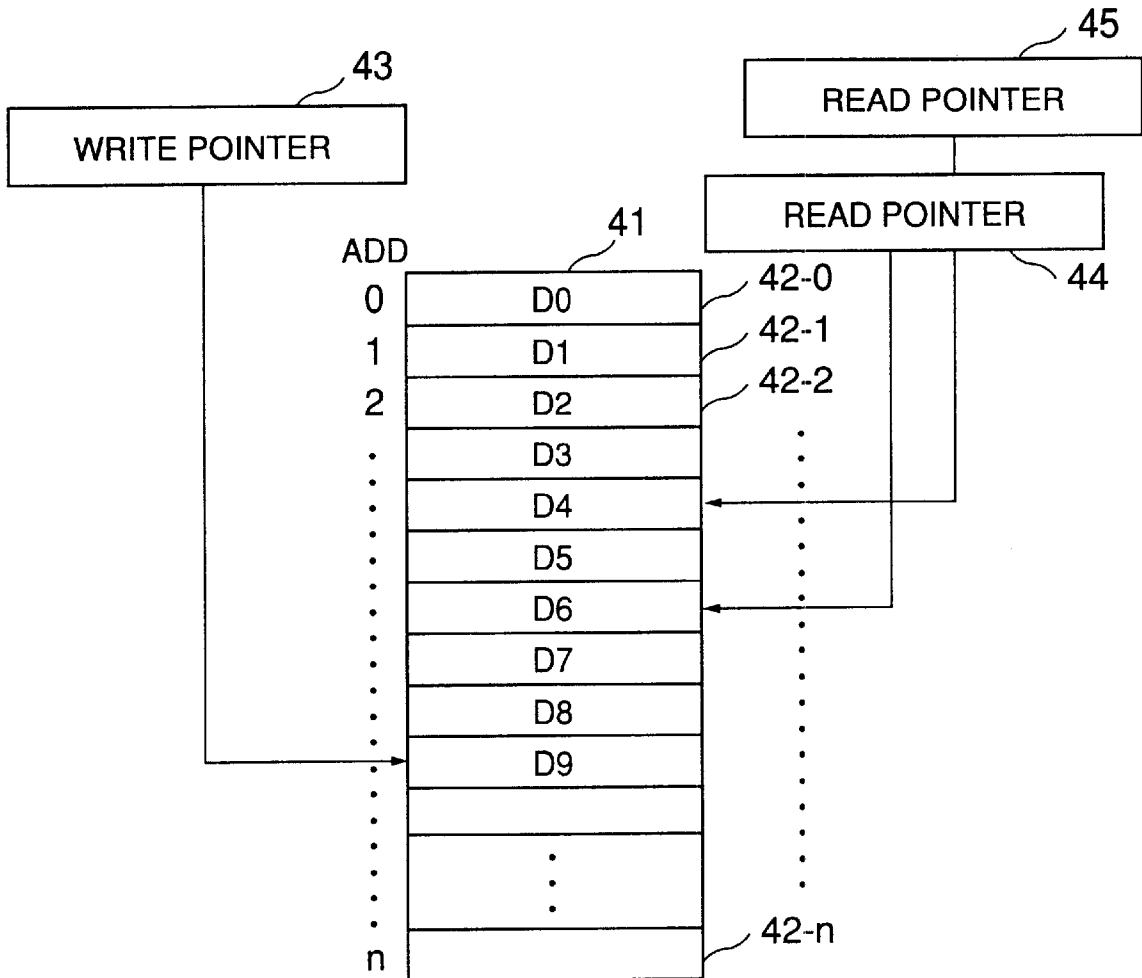 45
43
READ POINTER
WRITE POINTER
READ POINTER
41
ADD
44
42-0
0 D0
42-1
1 D1
42-2
2 D2
D3
D4
D5
D6
D7
D8
D9
42-n
n